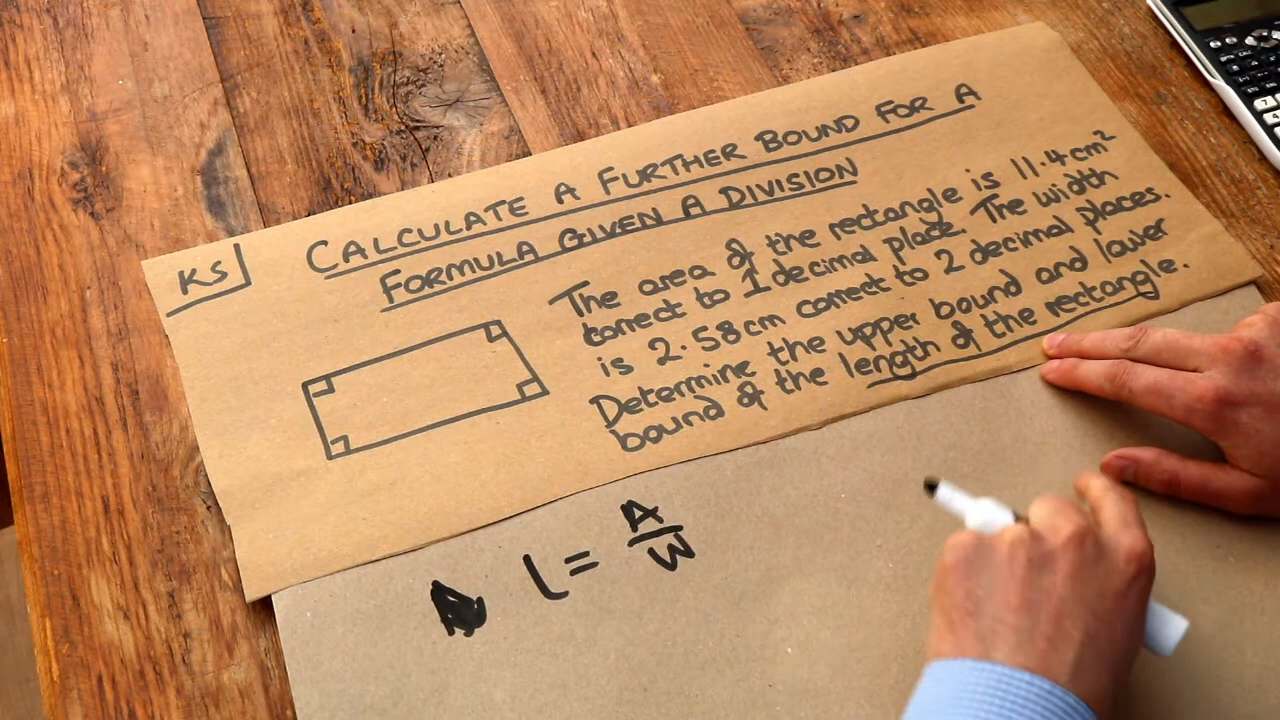 KS
CALCULATE A FURTHER BOUND FOR A
FORMULA GIVEN A DIVISION
The area of the rectangle is 11.4cm²
correct to 1 decimal place. The width
is 2.58cm correct to 2 decimal places.
Determine the upper bound and lower
bound of the length of the rectangle.
l = A
W